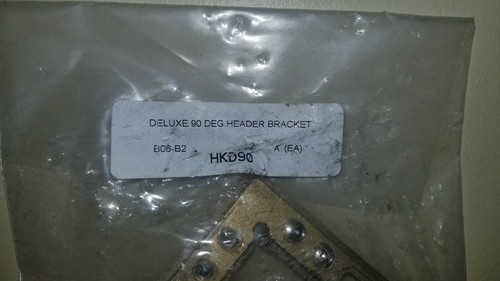 DELUXE 90 DEG HEADER BRACKET
B06-B2 A (EA)
HKD90